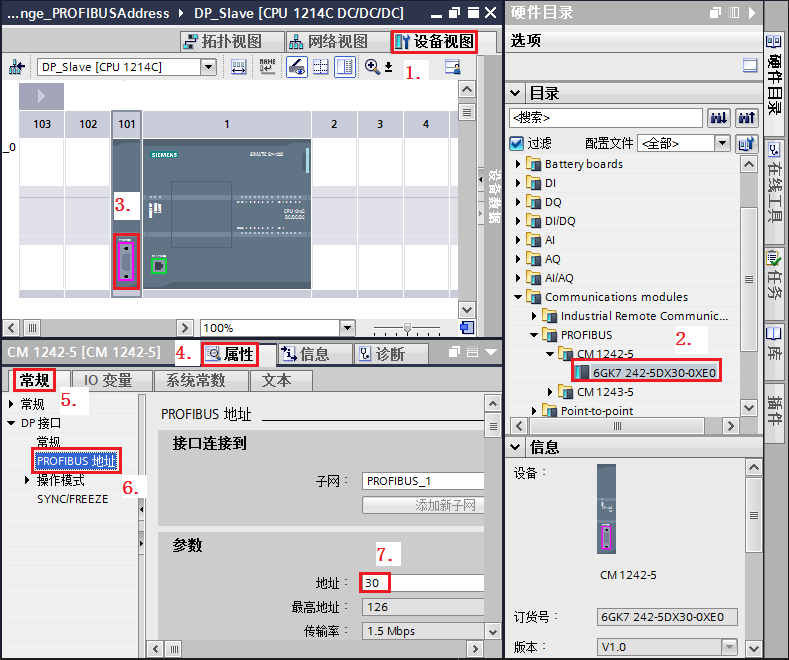 ...nge_PROFIBUSAddress ▸ DP_Slave [CPU 1214C DC/DC/DC]
拓扑视图
网络视图
设备视图
DP_Slave [CPU 1214C]
1.
103 102 101 1 2 3 4
_0
SIEMENS
SIMATIC S7-1200
CPU 1214C
DC/DC/DC
3.
设备数据
100%
CM 1242-5 [CM 1242-5]
4.
属性
信息
诊断
常规
IO 变量
系统常数
文本
5.
常规
DP 接口
常规
PROFIBUS 地址
6.
操作模式
SYNC/FREEZE
PROFIBUS 地址
接口连接到
子网：
PROFIBUS_1
添加新子网
参数
7.
地址：
30
最高地址：
126
传输率：
1.5 Mbps
硬件目录
选项
目录
<搜索>
过滤
配置文件
<全部>
Battery boards
DI
DQ
DI/DQ
AI
AQ
AI/AQ
Communications modules
Industrial Remote Communic...
PROFIBUS
2.
CM 1242-5
6GK7 242-5DX30-0XE0
CM 1243-5
Point-to-point
信息
设备：
CM 1242-5
订货号：
6GK7 242-5DX30-0XE0
版本：
V1.0
硬件目录
在线工具
任务
库
插件